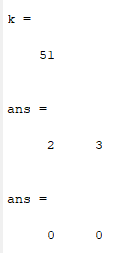 k =
51
ans =
2 3
ans =
0 0